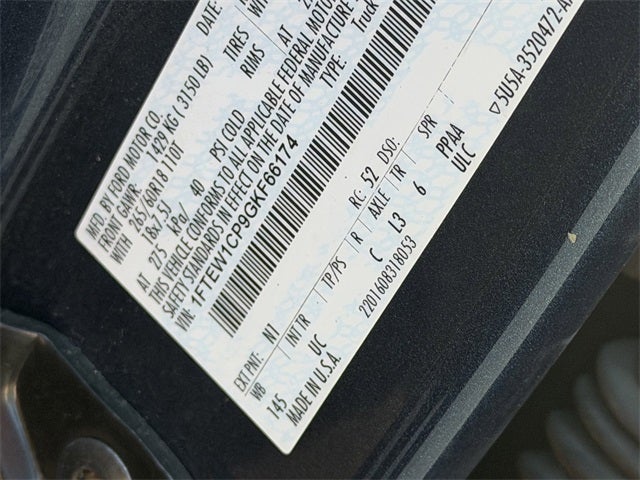 MFD. BY FORD MOTOR CO.
FRONT GAWR: 1429 KG ( 3150 LB)
DATE:
WITH 265/60R18 110T TIRES
18x7.5J RIMS
AT 275 kPa/ 40 PSI COLD
AT
THIS VEHICLE CONFORMS TO ALL APPLICABLE FEDERAL MOTOR
SAFETY STANDARDS IN EFFECT ON THE DATE OF MANUFACTURE
VIN: 1FTEW1CP9GKF66174
TYPE: Truck
EXT PNT: N1 RC: 52 DSO:
WB INT TR TP/PS R AXLE TR SPR
145 UC C L3 6 PPAA
MADE IN U.S.A. ULC
2201608318053
▽5U5A-3520472-A